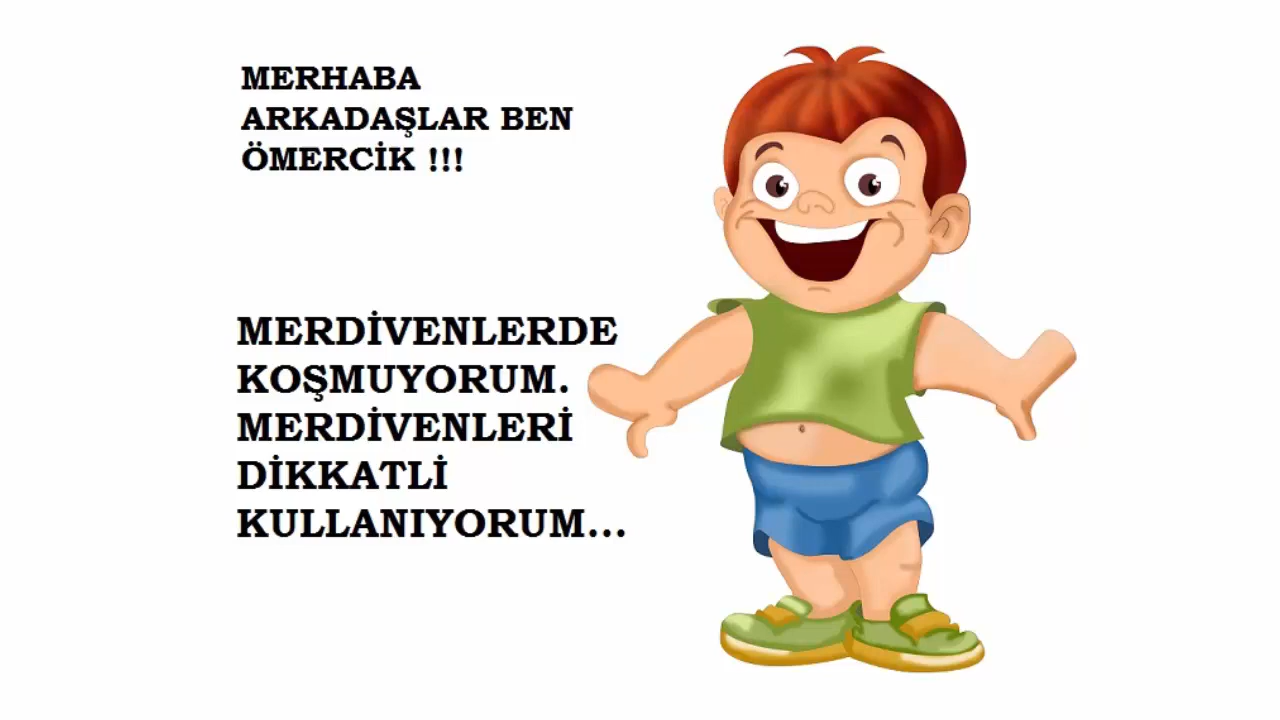 MERHABA
ARKADAŞLAR BEN
ÖMERCİK !!!
MERDİVENLERDE
KOŞMUYORUM.
MERDİVENLERİ
DİKKATLİ
KULLANIYORUM...